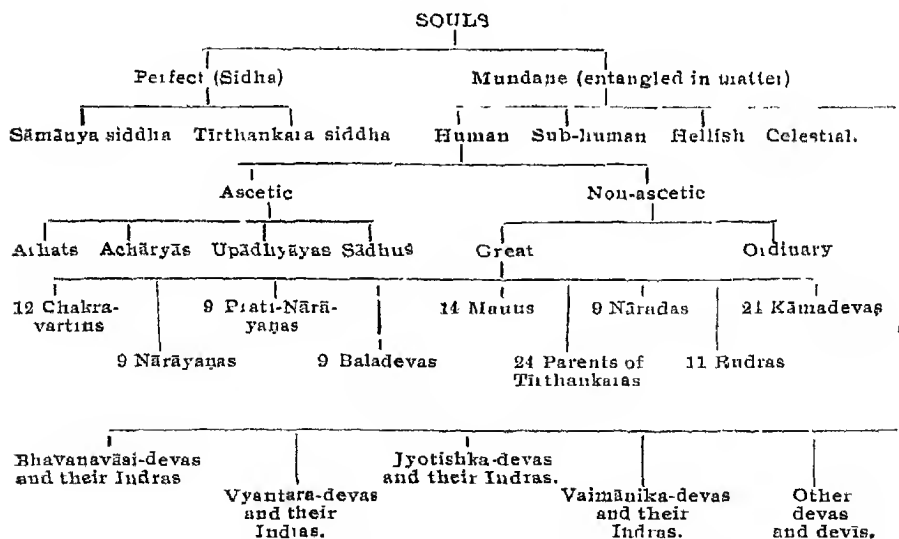 SOULS
Perfect (Sidha) Mundane (entangled in matter)
Sāmānya siddha Tīrthankara siddha Human Sub-human Hellish Celestial.
Ascetic Non-ascetic
Arhats Achāryās Upādhyāyas Sādhus Great Ordinary
12 Chakra- 9 Prati-Nārā- 14 Manus 9 Nāradas 24 Kāmadevas
vartins yaṇas
9 Nārāyaṇas 9 Baladevas 24 Parents of 11 Rudras
Tīrthankaras
Bhavanavāsi-devas Jyotishka-devas
and their Indras and their Indras.
Vyantara-devas Vaimānika-devas Other
and their and their devas
Indras. Indras. and devīs.